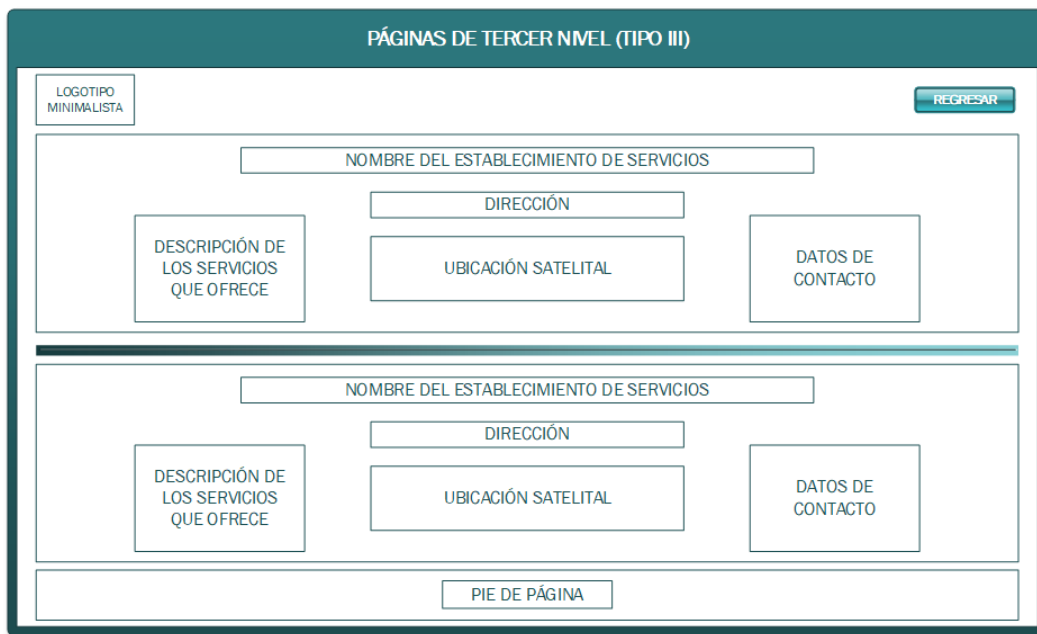 PÁGINAS DE TERCER NIVEL (TIPO III)
LOGOTIPO
MINIMALISTA
REGRESAR
NOMBRE DEL ESTABLECIMIENTO DE SERVICIOS
DIRECCIÓN
DESCRIPCIÓN DE
LOS SERVICIOS
QUE OFRECE
UBICACIÓN SATELITAL
DATOS DE
CONTACTO
NOMBRE DEL ESTABLECIMIENTO DE SERVICIOS
DIRECCIÓN
DESCRIPCIÓN DE
LOS SERVICIOS
QUE OFRECE
UBICACIÓN SATELITAL
DATOS DE
CONTACTO
PIE DE PÁGINA